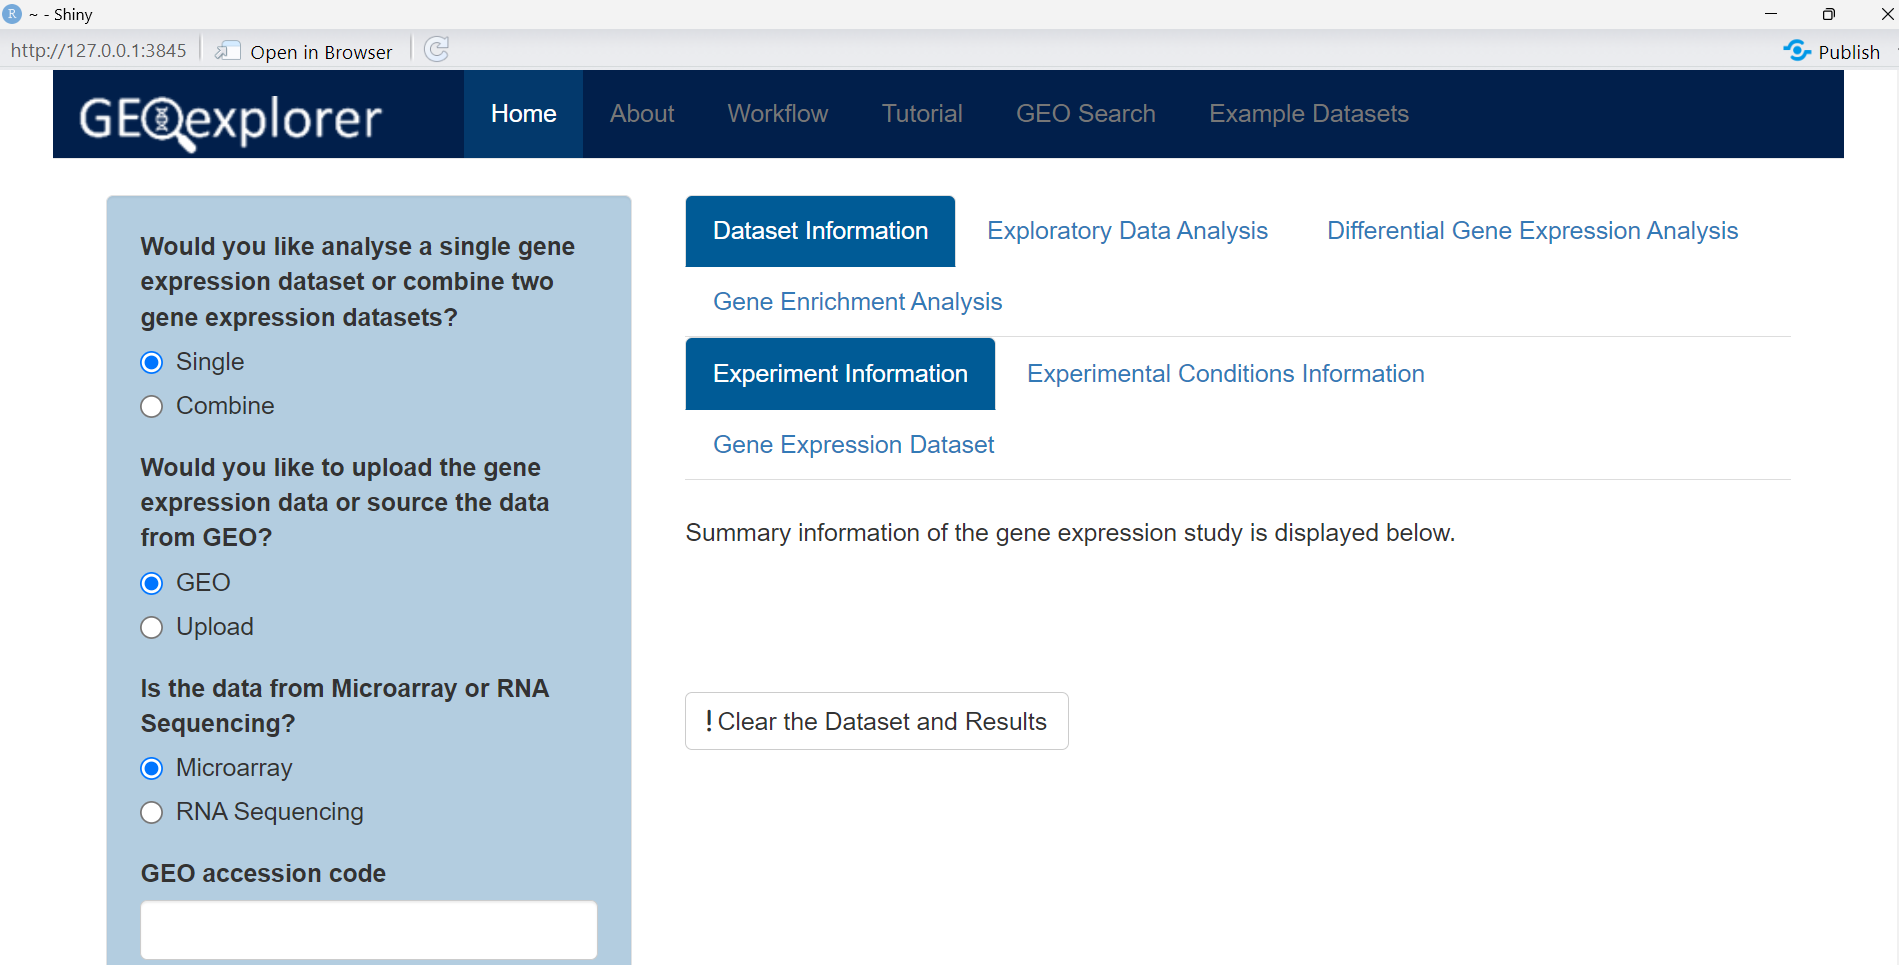 R ~ - Shiny
http://127.0.0.1:3845 Open in Browser Publish
GEOexplorer Home About Workflow Tutorial GEO Search Example Datasets
Would you like analyse a single gene
expression dataset or combine two
gene expression datasets?
Single
Combine
Would you like to upload the gene
expression data or source the data
from GEO?
GEO
Upload
Is the data from Microarray or RNA
Sequencing?
Microarray
RNA Sequencing
GEO accession code
Dataset Information Exploratory Data Analysis Differential Gene Expression Analysis
Gene Enrichment Analysis
Experiment Information Experimental Conditions Information
Gene Expression Dataset
Summary information of the gene expression study is displayed below.
! Clear the Dataset and Results